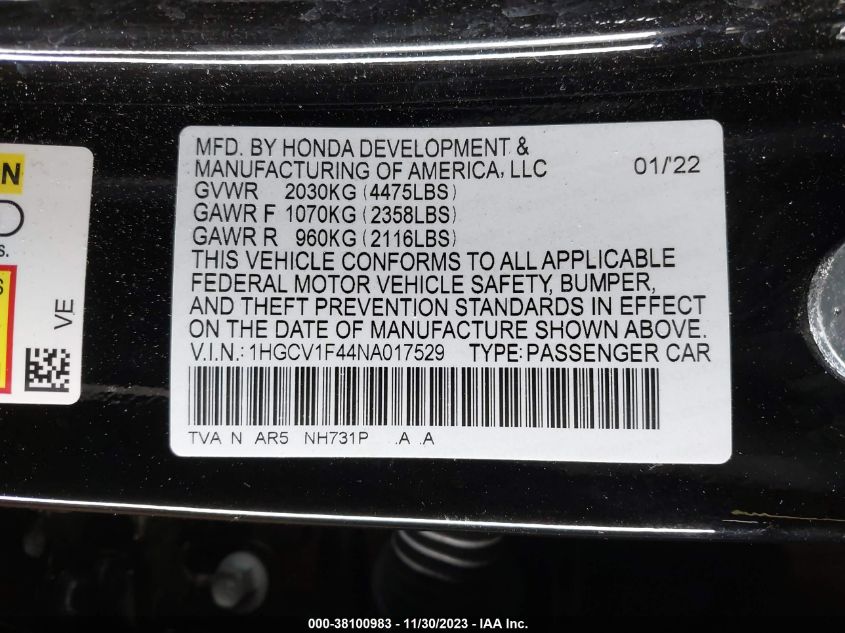 N
S.
S
VE
MFD. BY HONDA DEVELOPMENT &
MANUFACTURING OF AMERICA, LLC 01/'22
GVWR 2030KG (4475LBS)
GAWR F 1070KG (2358LBS)
GAWR R 960KG (2116LBS)
THIS VEHICLE CONFORMS TO ALL APPLICABLE
FEDERAL MOTOR VEHICLE SAFETY, BUMPER,
AND THEFT PREVENTION STANDARDS IN EFFECT
ON THE DATE OF MANUFACTURE SHOWN ABOVE.
V.I.N.: 1HGCV1F44NA017529 TYPE: PASSENGER CAR
TVA N AR5 NH731P .A .A
000-38100983 - 11/30/2023 - IAA Inc.